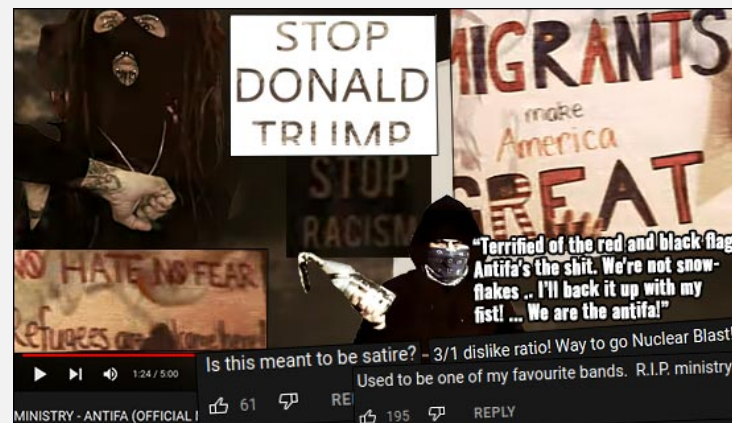 STOP
DONALD
TRUMP
MIGRANTS
make
America
GREAT
STOP
RACISM
NO HATE NO FEAR
Refugees are
"Terrified of the red and black flag
Antifa's the shit. We're not snow-
flakes .. I'll back it up with my
fist! ... We are the antifa!"
1:24 / 5:00
Is this meant to be satire? – 3/1 dislike ratio! Way to go Nuclear Blast!
61 RE
Used to be one of my favourite bands. R.I.P. ministry
195 REPLY
MINISTRY - ANTIFA (OFFICIAL